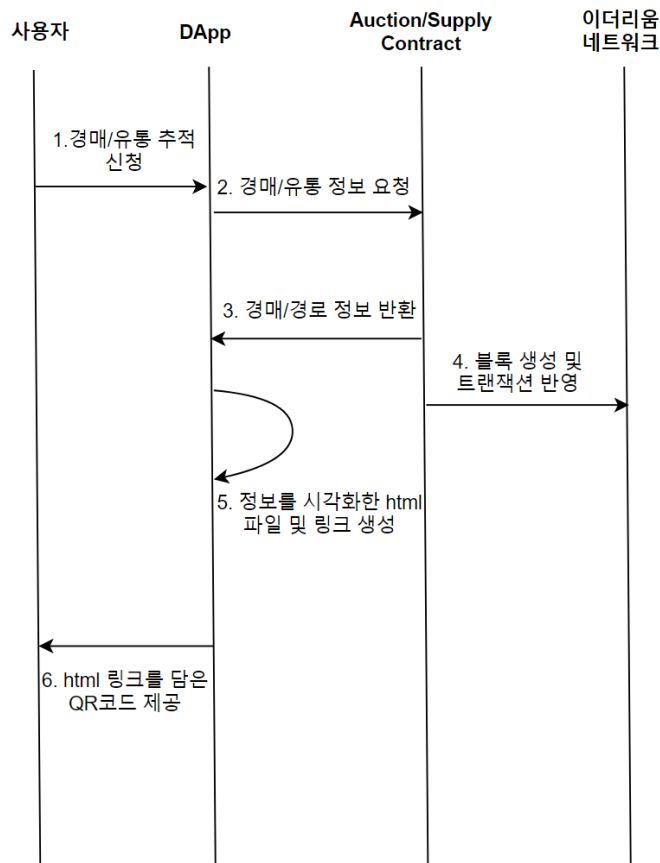 사용자
DApp
Auction/Supply
Contract
이더리움
네트워크
1.경매/유통 추적
신청
2. 경매/유통 정보 요청
3. 경매/경로 정보 반환
4. 블록 생성 및
트랜잭션 반영
5. 정보를 시각화한 html
파일 및 링크 생성
6. html 링크를 담은
QR코드 제공